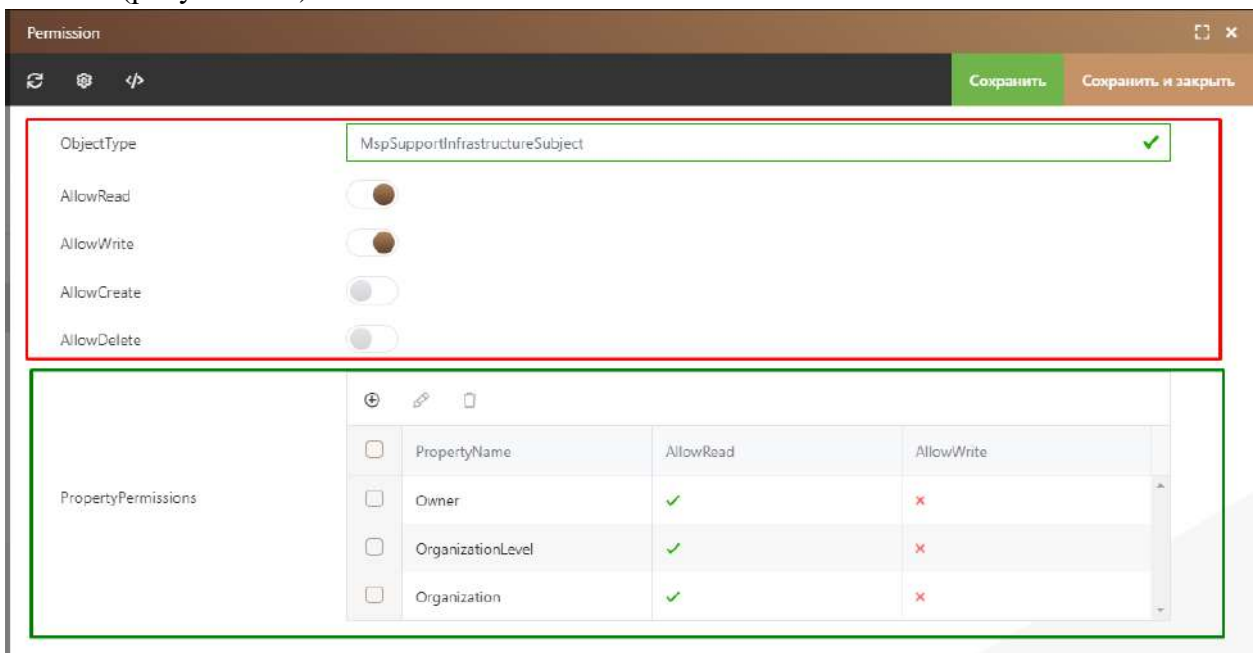 Permission
Сохранить Сохранить и закрыть
ObjectType MspSupportInfrastructureSubject
AllowRead
AllowWrite
AllowCreate
AllowDelete
PropertyName AllowRead AllowWrite
PropertyPermissions
Owner
OrganizationLevel
Organization